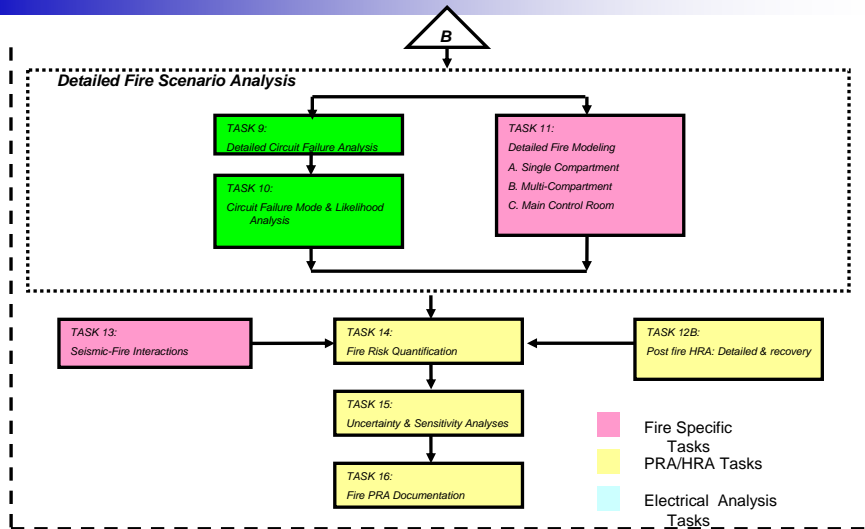 B
Detailed Fire Scenario Analysis
TASK 9:
Detailed Circuit Failure Analysis
TASK 10:
Circuit Failure Mode & Likelihood
Analysis
TASK 11:
Detailed Fire Modeling
A. Single Compartment
B. Multi-Compartment
C. Main Control Room
TASK 13:
Seismic-Fire Interactions
TASK 14:
Fire Risk Quantification
TASK 12B:
Post fire HRA: Detailed & recovery
TASK 15:
Uncertainty & Sensitivity Analyses
TASK 16:
Fire PRA Documentation
Fire Specific
Tasks
PRA/HRA Tasks
Electrical Analysis
Tasks